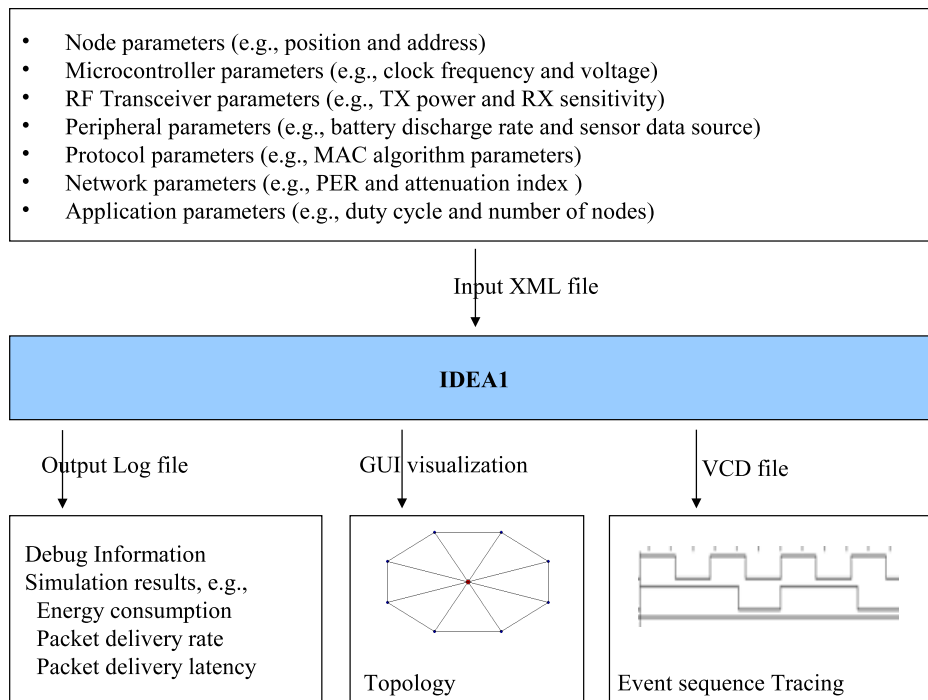 • Node parameters (e.g., position and address)
• Microcontroller parameters (e.g., clock frequency and voltage)
• RF Transceiver parameters (e.g., TX power and RX sensitivity)
• Peripheral parameters (e.g., battery discharge rate and sensor data source)
• Protocol parameters (e.g., MAC algorithm parameters)
• Network parameters (e.g., PER and attenuation index )
• Application parameters (e.g., duty cycle and number of nodes)
Input XML file
IDEA1
Output Log file
GUI visualization
VCD file
Debug Information
Simulation results, e.g.,
Energy consumption
Packet delivery rate
Packet delivery latency
Topology
Event sequence Tracing